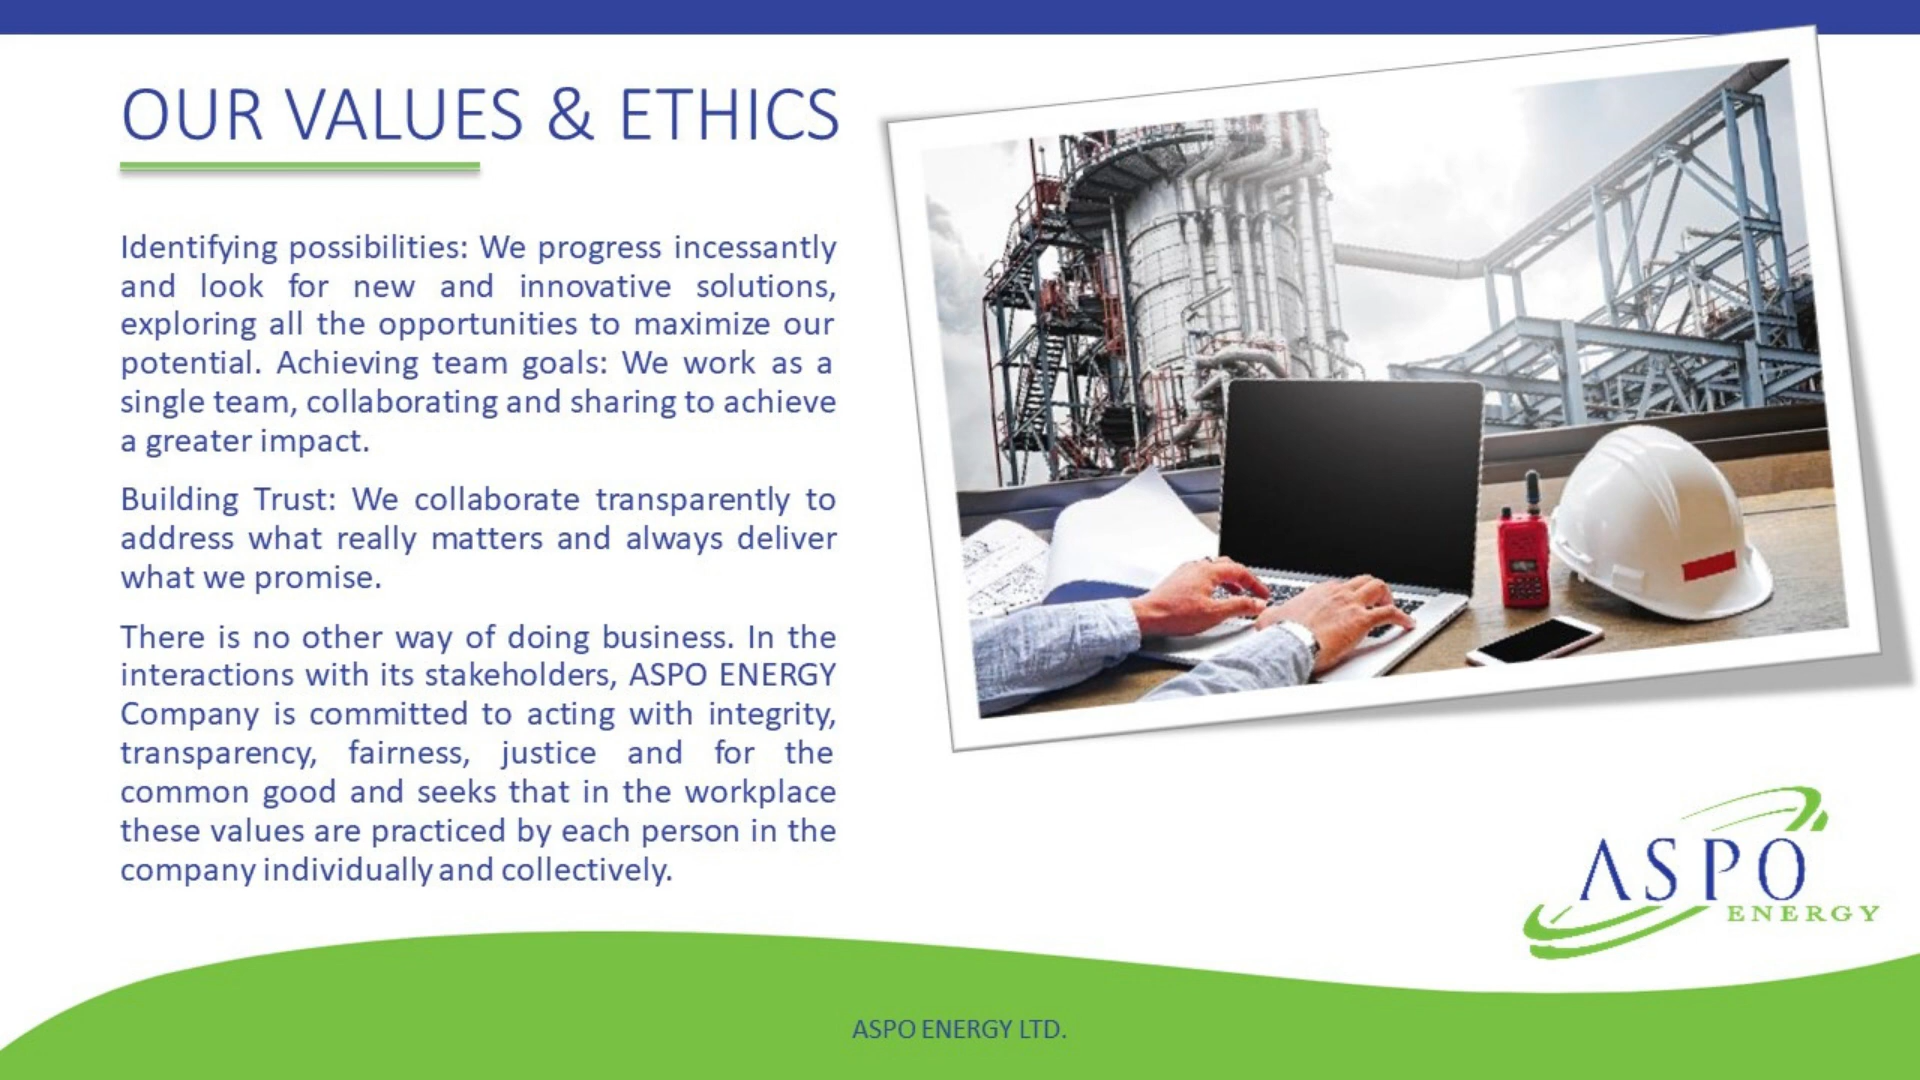 OUR VALUES & ETHICS
Identifying possibilities: We progress incessantly
and look for new and innovative solutions,
exploring all the opportunities to maximize our
potential. Achieving team goals: We work as a
single team, collaborating and sharing to achieve
a greater impact.
Building Trust: We collaborate transparently to
address what really matters and always deliver
what we promise.
There is no other way of doing business. In the
interactions with its stakeholders, ASPO ENERGY
Company is committed to acting with integrity,
transparency, fairness, justice and for the
common good and seeks that in the workplace
these values are practiced by each person in the
company individually and collectively.
ASPO
ENERGY
ASPO ENERGY LTD.